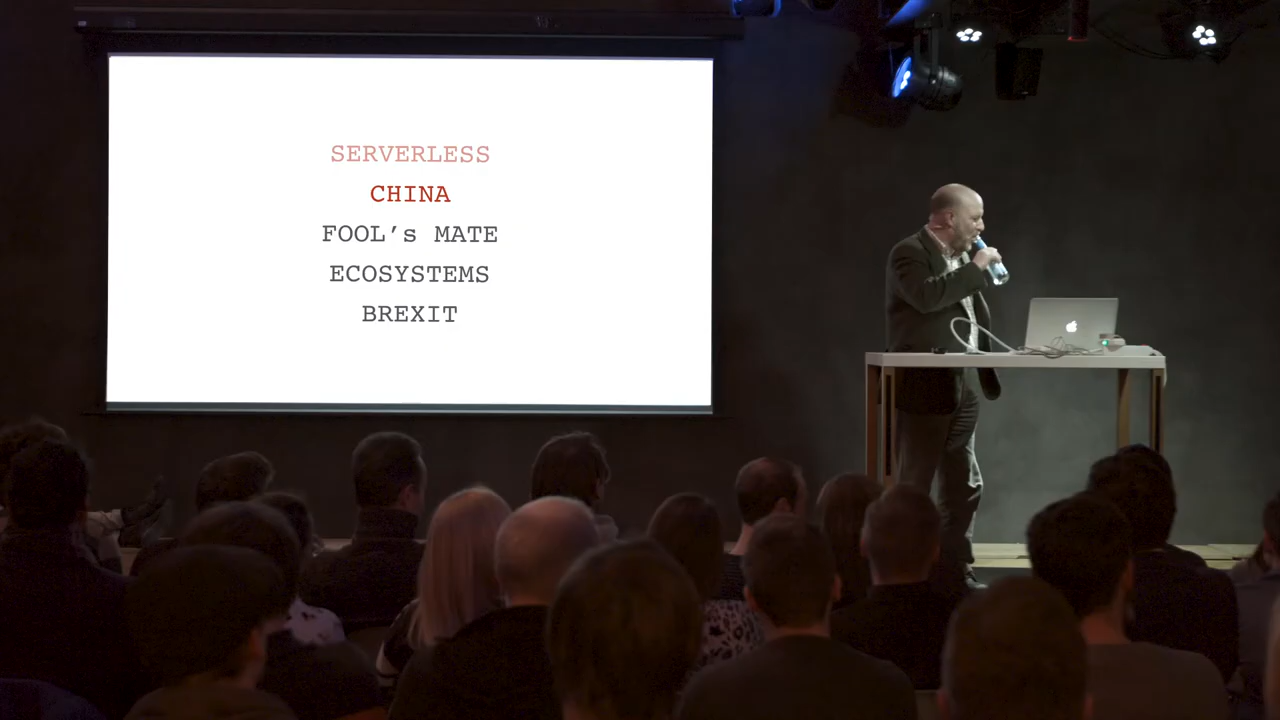 SERVERLESS
CHINA
FOOL’s MATE
ECOSYSTEMS
BREXIT